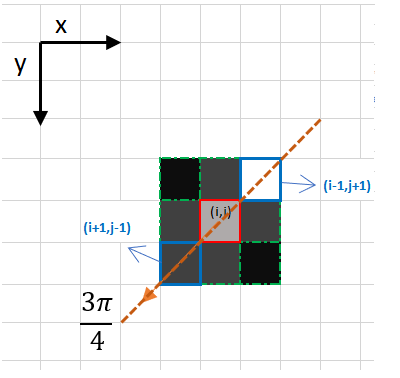 x
y
(i-1,j+1)
(i,j)
(i+1,j-1)
3π
4